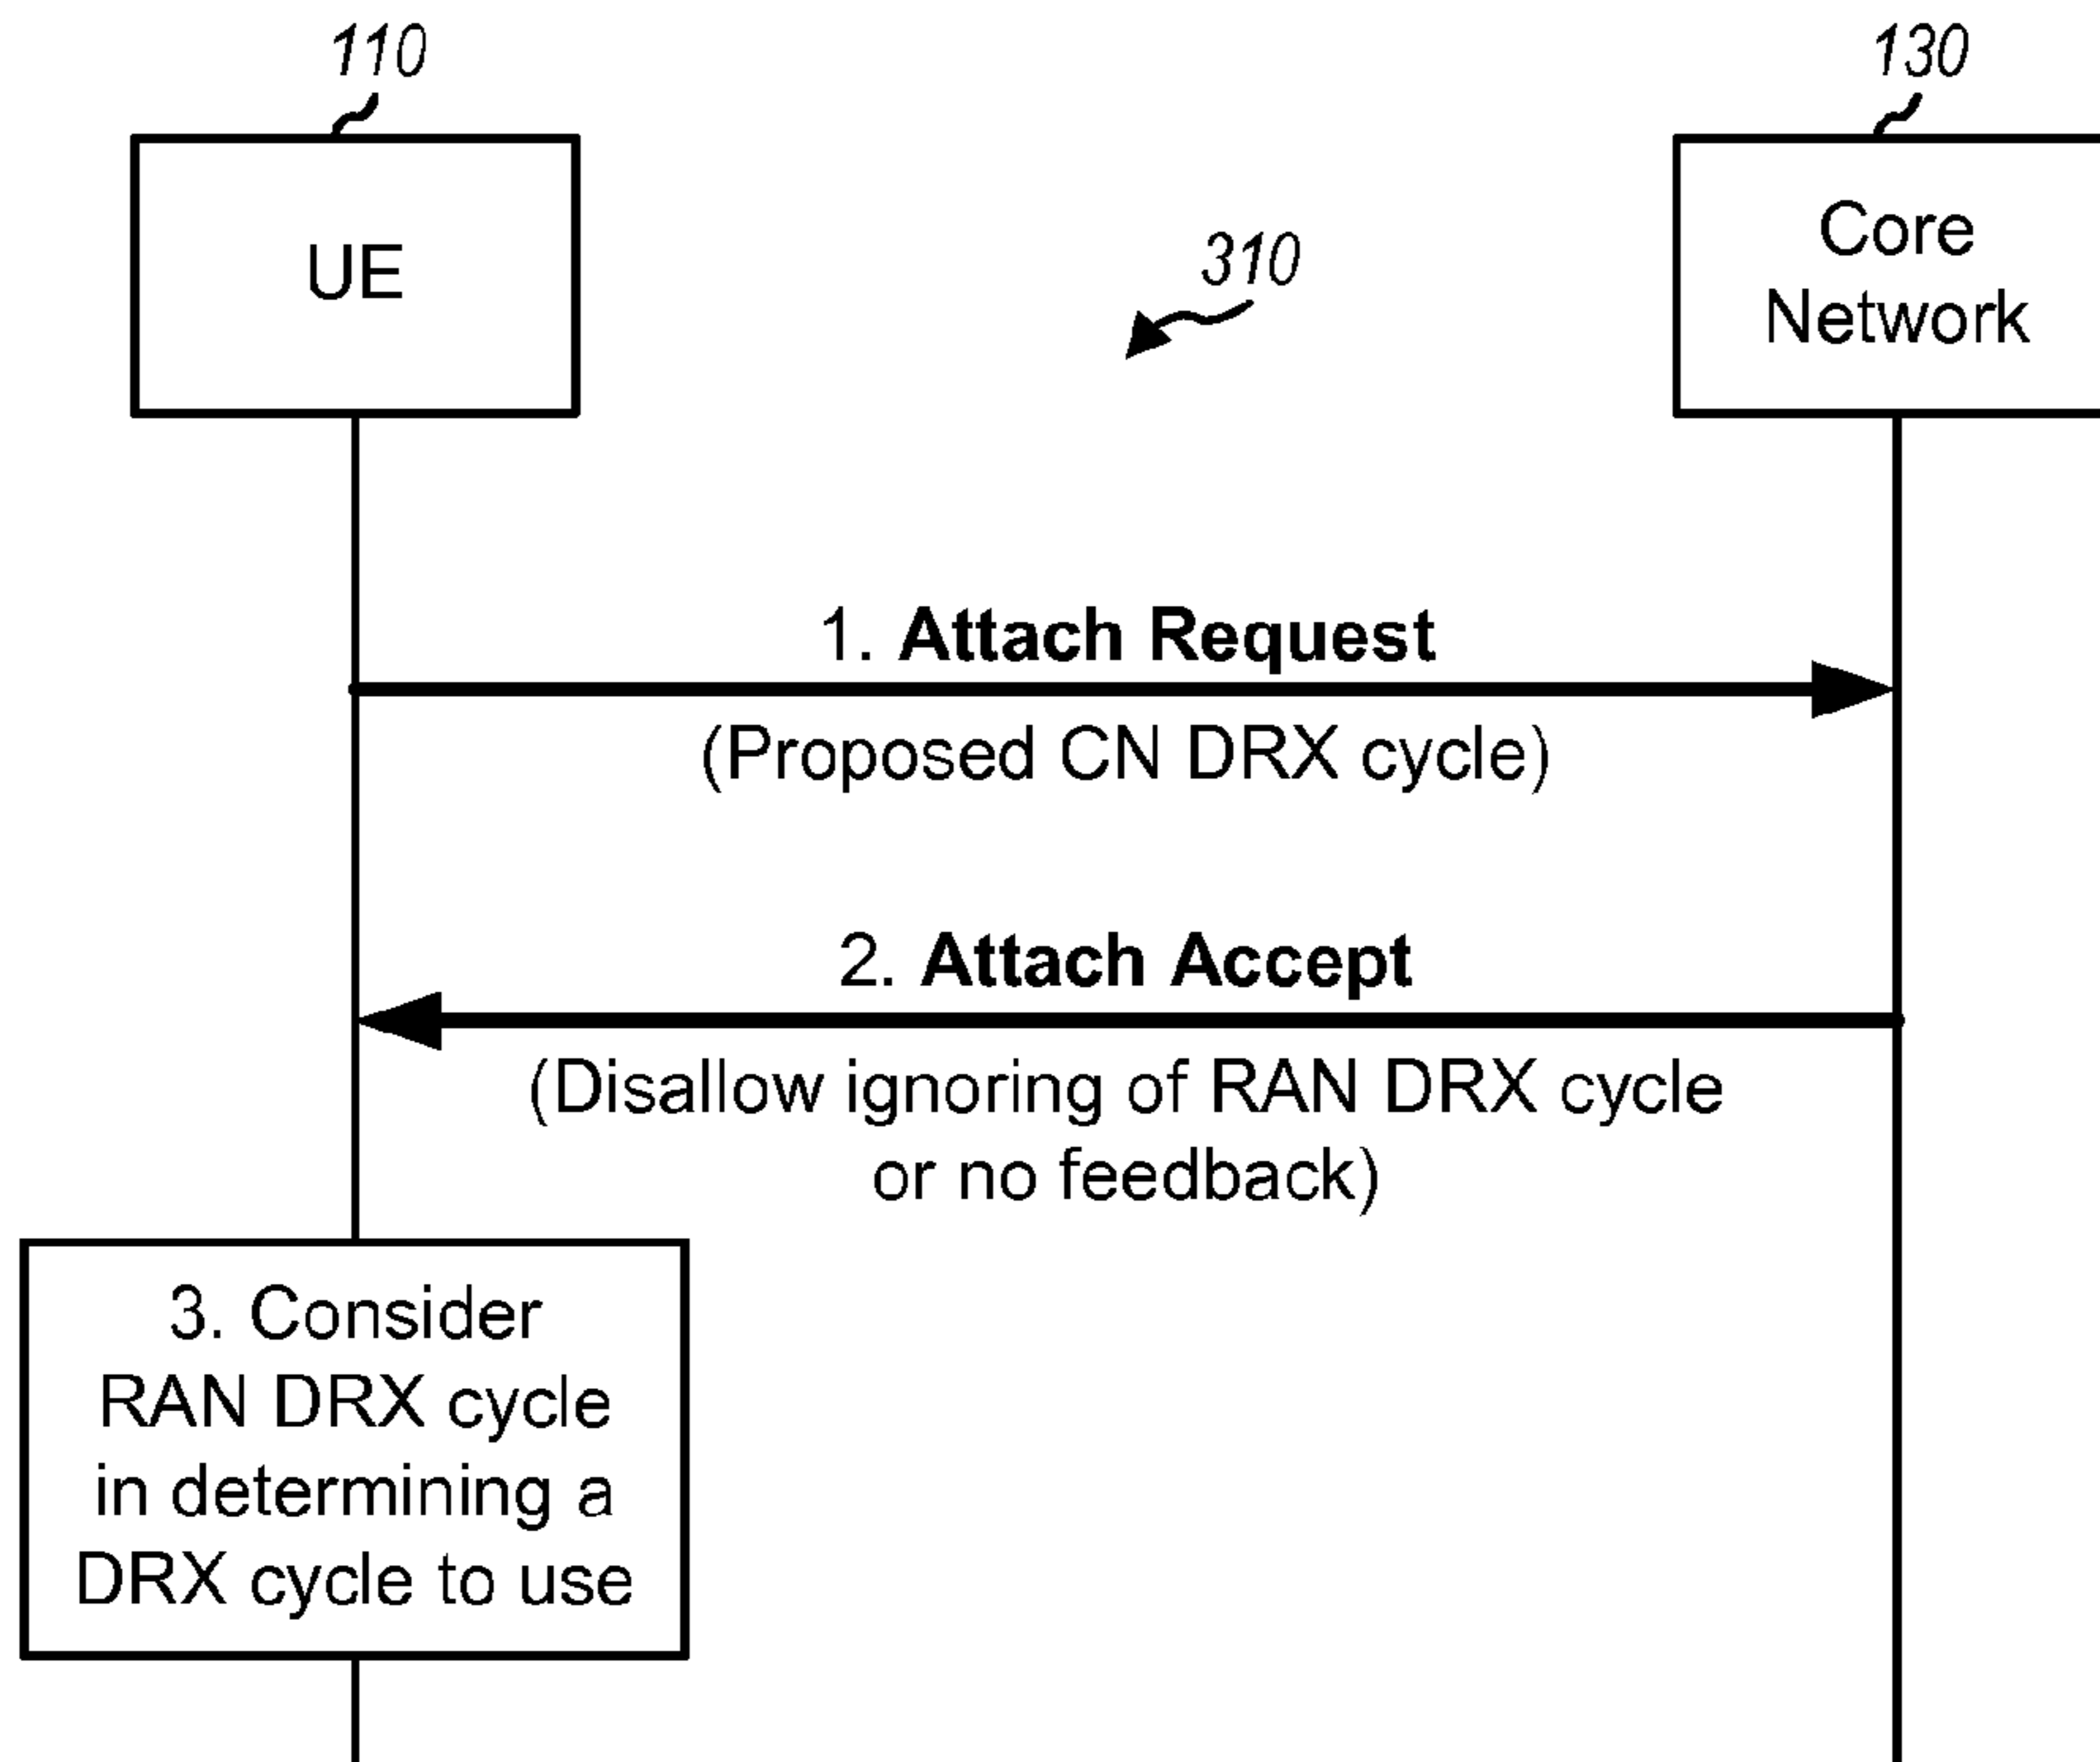 110
130
UE
Core
Network
310
1. Attach Request
(Proposed CN DRX cycle)
2. Attach Accept
(Disallow ignoring of RAN DRX cycle
or no feedback)
3. Consider
RAN DRX cycle
in determining a
DRX cycle to use